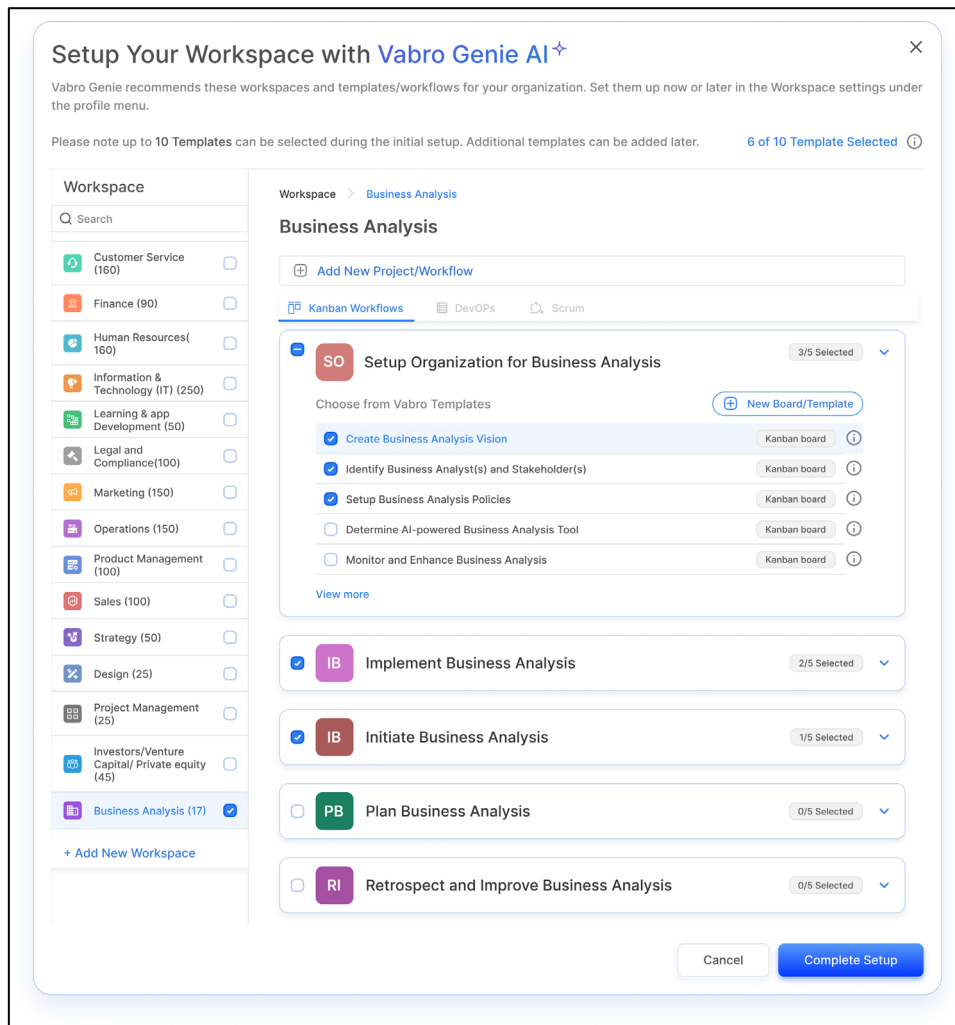 Setup Your Workspace with Vabro Genie AI
Vabro Genie recommends these workspaces and templates/workflows for your organization. Set them up now or later in the Workspace settings under
the profile menu.
Please note up to 10 Templates can be selected during the initial setup. Additional templates can be added later.
6 of 10 Template Selected
Workspace
Search
Customer Service
(160)
Finance (90)
Human Resources(
160)
Information &
Technology (IT) (250)
Learning & app
Development (50)
Legal and
Compliance(100)
Marketing (150)
Operations (150)
Product Management
(100)
Sales (100)
Strategy (50)
Design (25)
Project Management
(25)
Investors/Venture
Capital/ Private equity
(45)
Business Analysis (17)
+ Add New Workspace
Workspace > Business Analysis
Business Analysis
Add New Project/Workflow
Kanban Workflows DevOPs Scrum
SO Setup Organization for Business Analysis 3/5 Selected
Choose from Vabro Templates New Board/Template
Create Business Analysis Vision Kanban board
Identify Business Analyst(s) and Stakeholder(s) Kanban board
Setup Business Analysis Policies Kanban board
Determine AI-powered Business Analysis Tool Kanban board
Monitor and Enhance Business Analysis Kanban board
View more
IB Implement Business Analysis 2/5 Selected
IB Initiate Business Analysis 1/5 Selected
PB Plan Business Analysis 0/5 Selected
RI Retrospect and Improve Business Analysis 0/5 Selected
Cancel Complete Setup